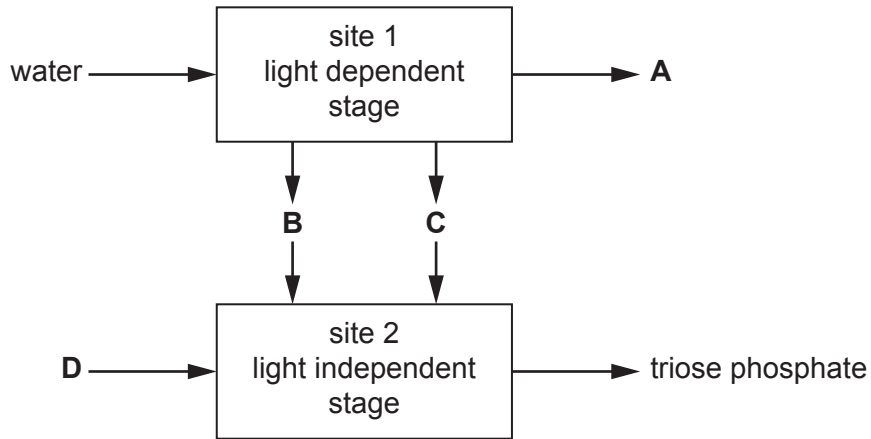 site 1
light dependent
stage
water
A
B
C
site 2
light independent
stage
D
triose phosphate